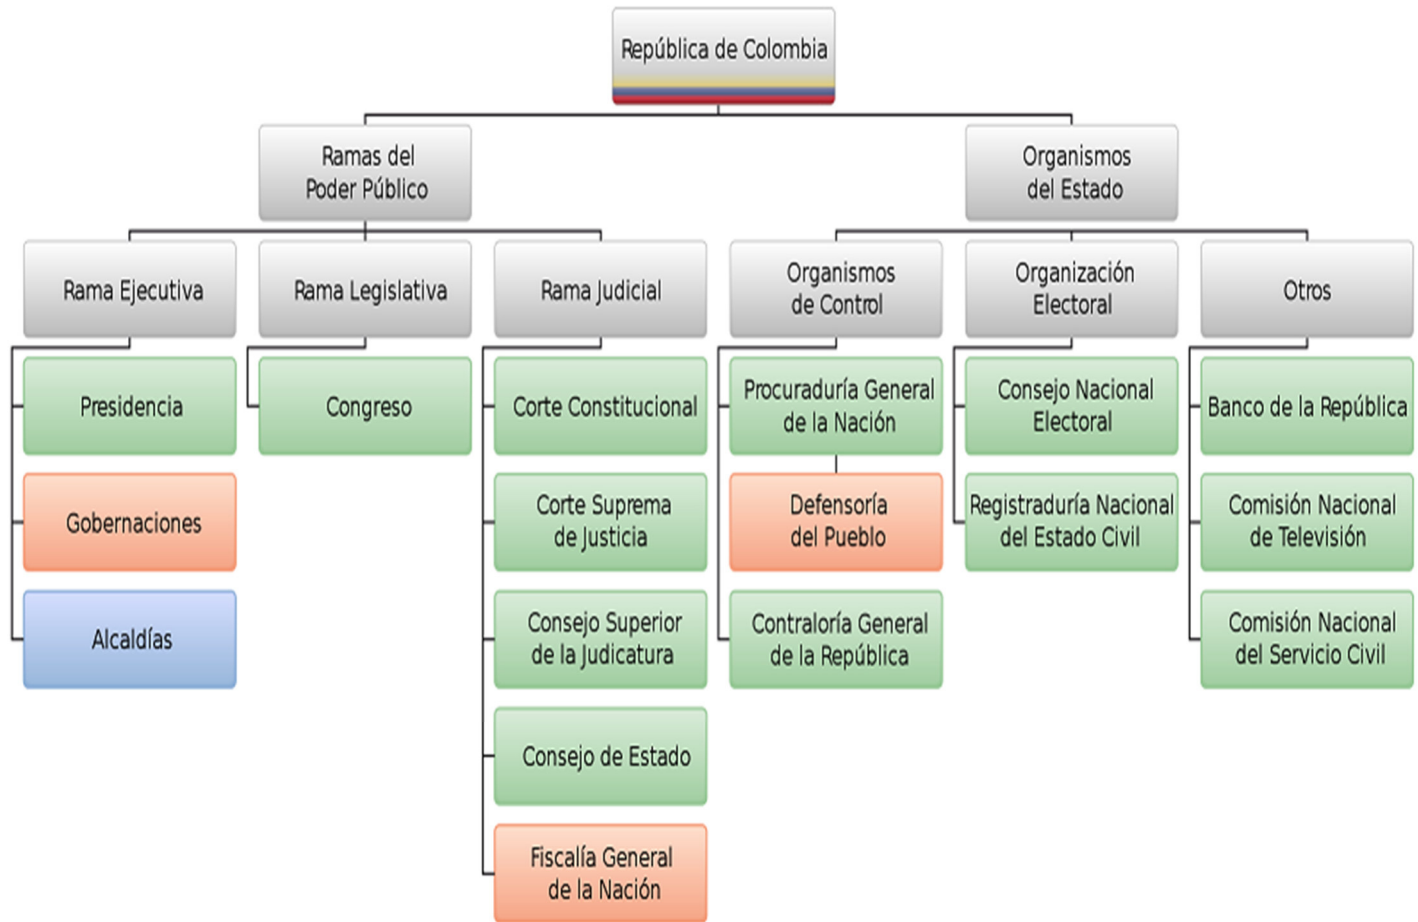 República de Colombia
Ramas del
Poder Público
Organismos
del Estado
Rama Ejecutiva
Rama Legislativa
Rama Judicial
Organismos
de Control
Organización
Electoral
Otros
Presidencia
Congreso
Corte Constitucional
Procuraduría General
de la Nación
Consejo Nacional
Electoral
Banco de la República
Gobernaciones
Corte Suprema
de Justicia
Defensoría
del Pueblo
Registraduría Nacional
del Estado Civil
Comisión Nacional
de Televisión
Alcaldías
Consejo Superior
de la Judicatura
Contraloría General
de la República
Comisión Nacional
del Servicio Civil
Consejo de Estado
Fiscalía General
de la Nación